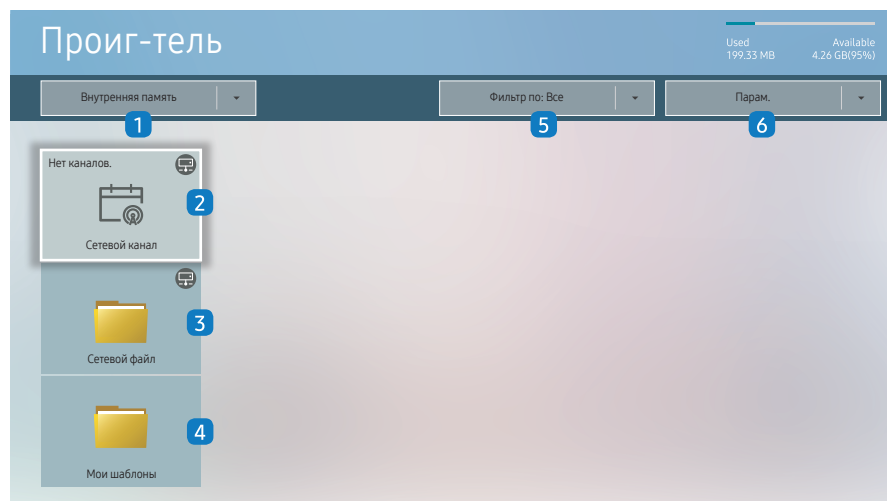 Проиг-тель
Used Available
199.33 MB 4.26 GB(95%)
Внутренняя память Фильтр по: Все Парам.
1 5 6
Нет каналов.
2
Сетевой канал
3
Сетевой файл
4
Мои шаблоны